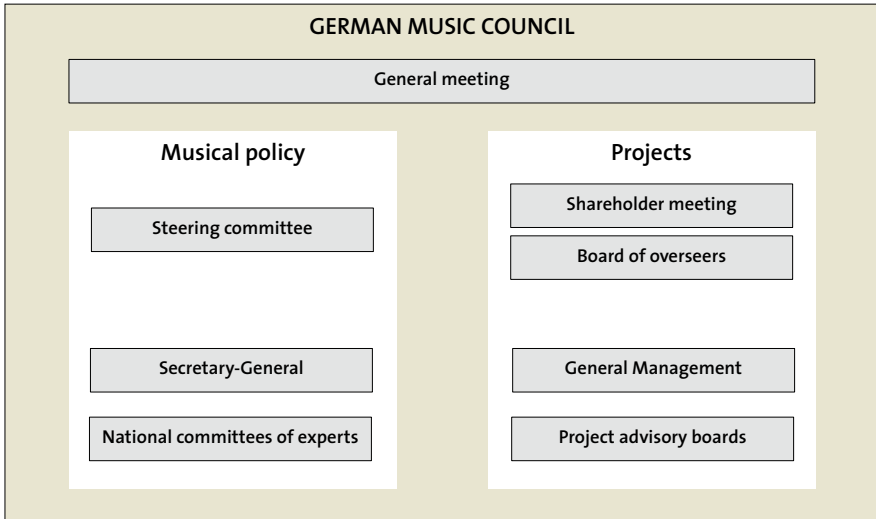 GERMAN MUSIC COUNCIL
General meeting
Musical policy
Steering committee
Secretary-General
National committees of experts
Projects
Shareholder meeting
Board of overseers
General Management
Project advisory boards